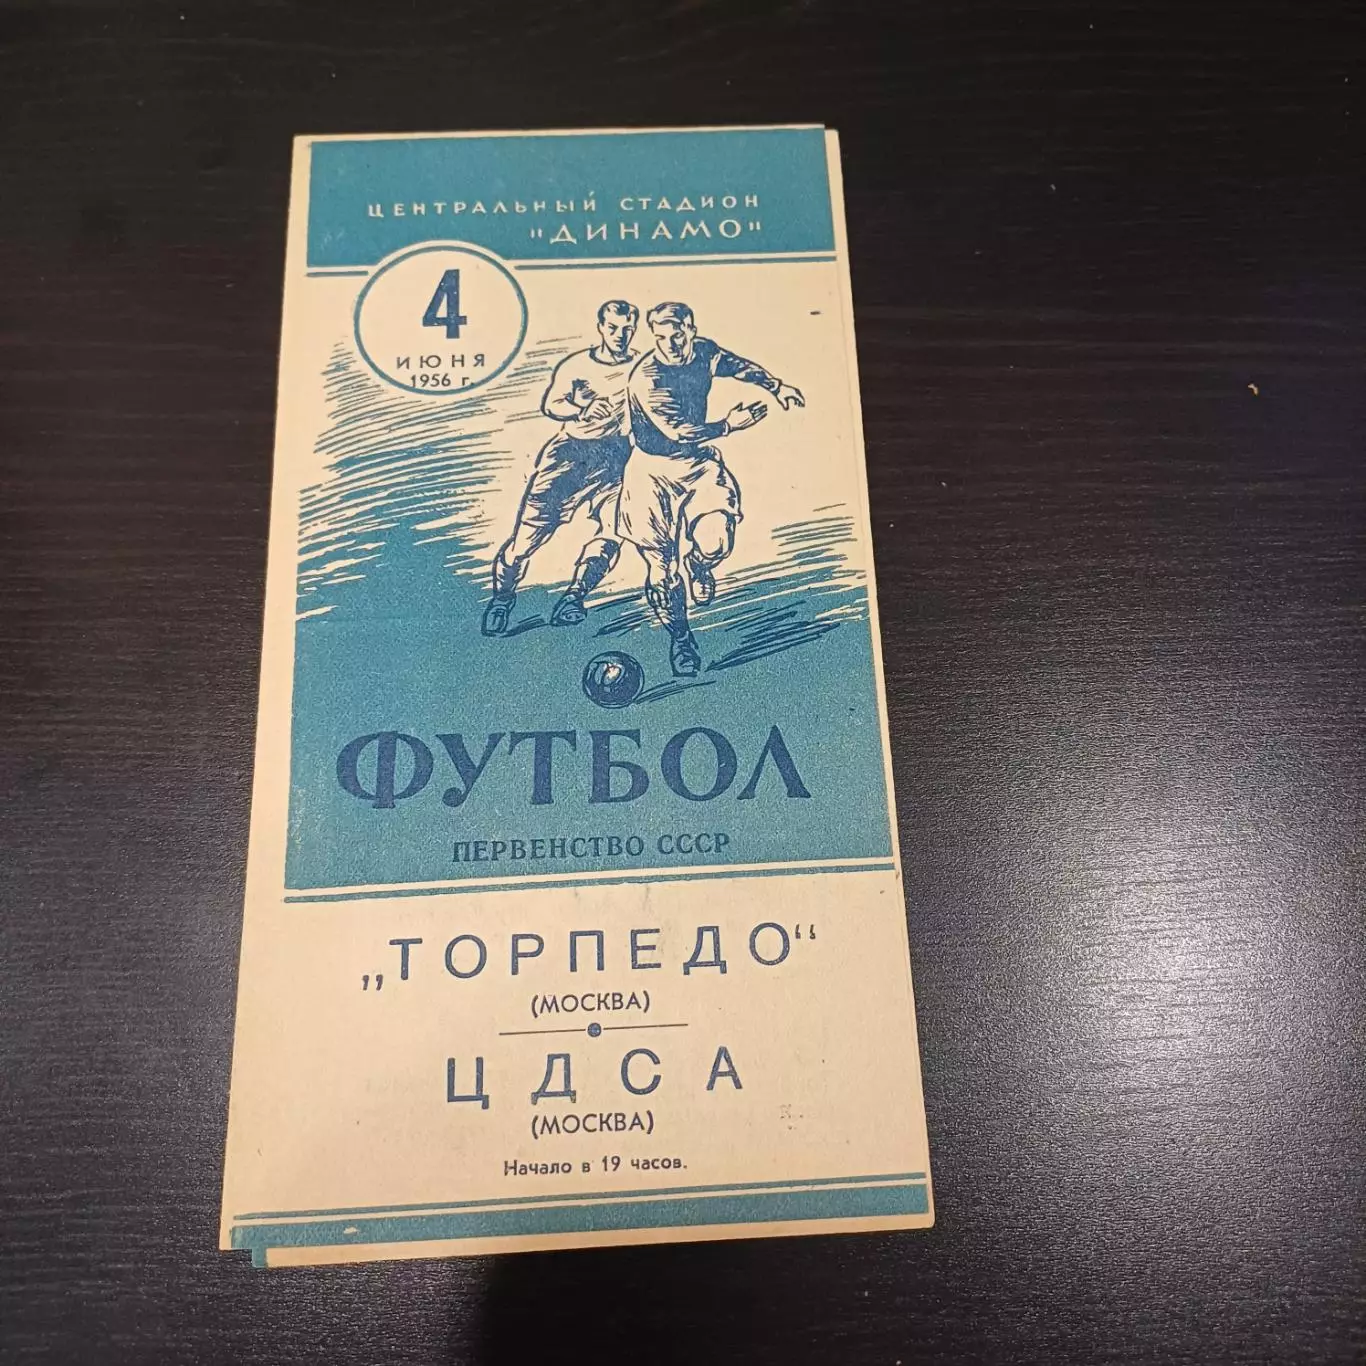 ЦЕНТРАЛЬНЫЙ СТАДИОН
"ДИНАМО"
4
ИЮНЯ
1956 г.
ФУТБОЛ
ПЕРВЕНСТВО СССР
„ТОРПЕДО“
(МОСКВА)
ЦДСА
(МОСКВА)
Начало в 19 часов.